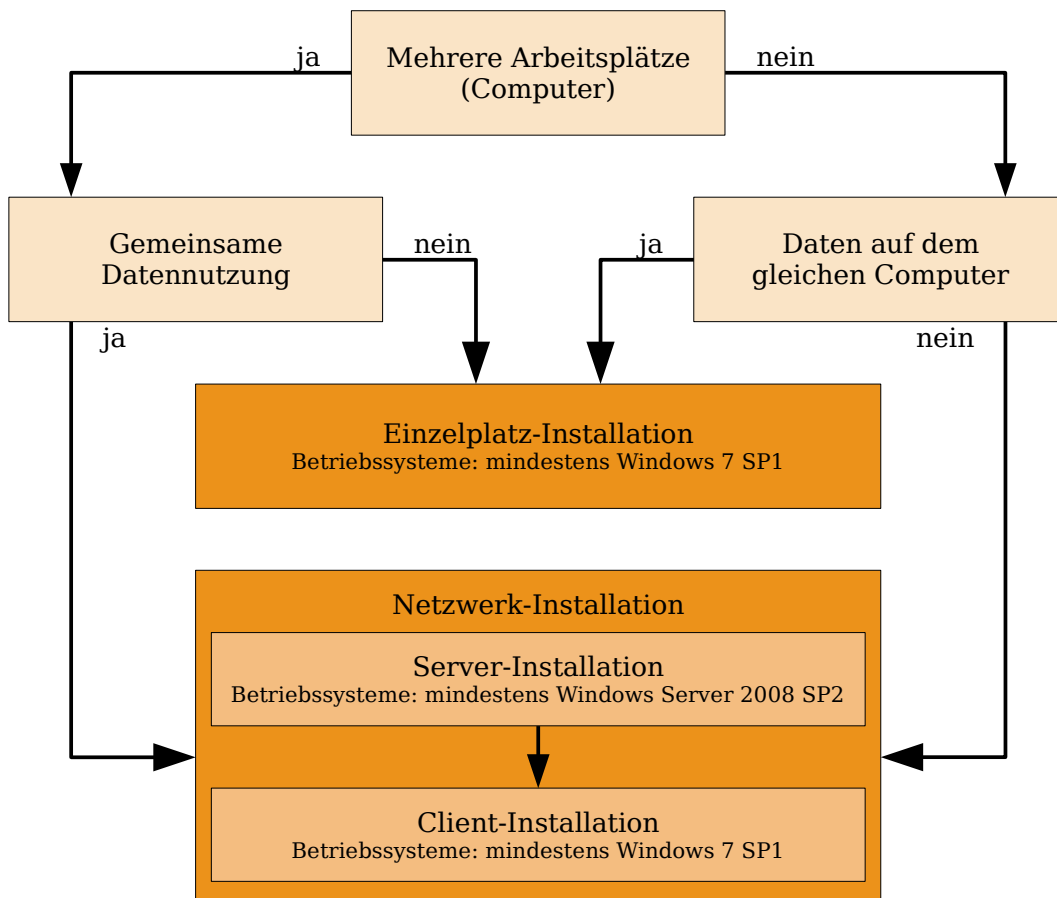 ja
Mehrere Arbeitsplätze
(Computer)
nein
Gemeinsame
Datennutzung
nein
ja
Daten auf dem
gleichen Computer
ja
nein
Einzelplatz-Installation
Betriebssysteme: mindestens Windows 7 SP1
Netzwerk-Installation
Server-Installation
Betriebssysteme: mindestens Windows Server 2008 SP2
Client-Installation
Betriebssysteme: mindestens Windows 7 SP1